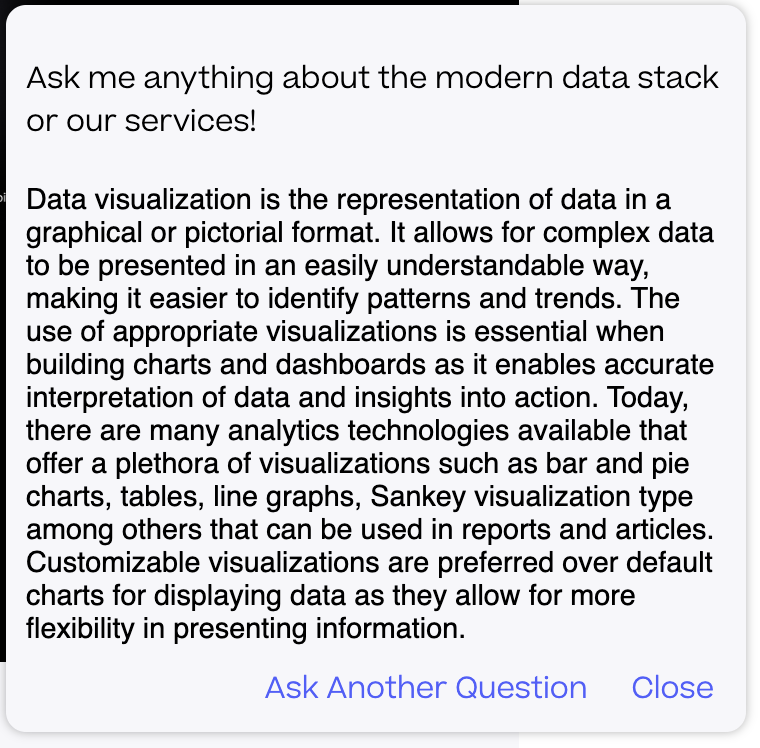 Ask me anything about the modern data stack
or our services!
Data visualization is the representation of data in a
graphical or pictorial format. It allows for complex data
to be presented in an easily understandable way,
making it easier to identify patterns and trends. The
use of appropriate visualizations is essential when
building charts and dashboards as it enables accurate
interpretation of data and insights into action. Today,
there are many analytics technologies available that
offer a plethora of visualizations such as bar and pie
charts, tables, line graphs, Sankey visualization type
among others that can be used in reports and articles.
Customizable visualizations are preferred over default
charts for displaying data as they allow for more
flexibility in presenting information.
Ask Another Question Close